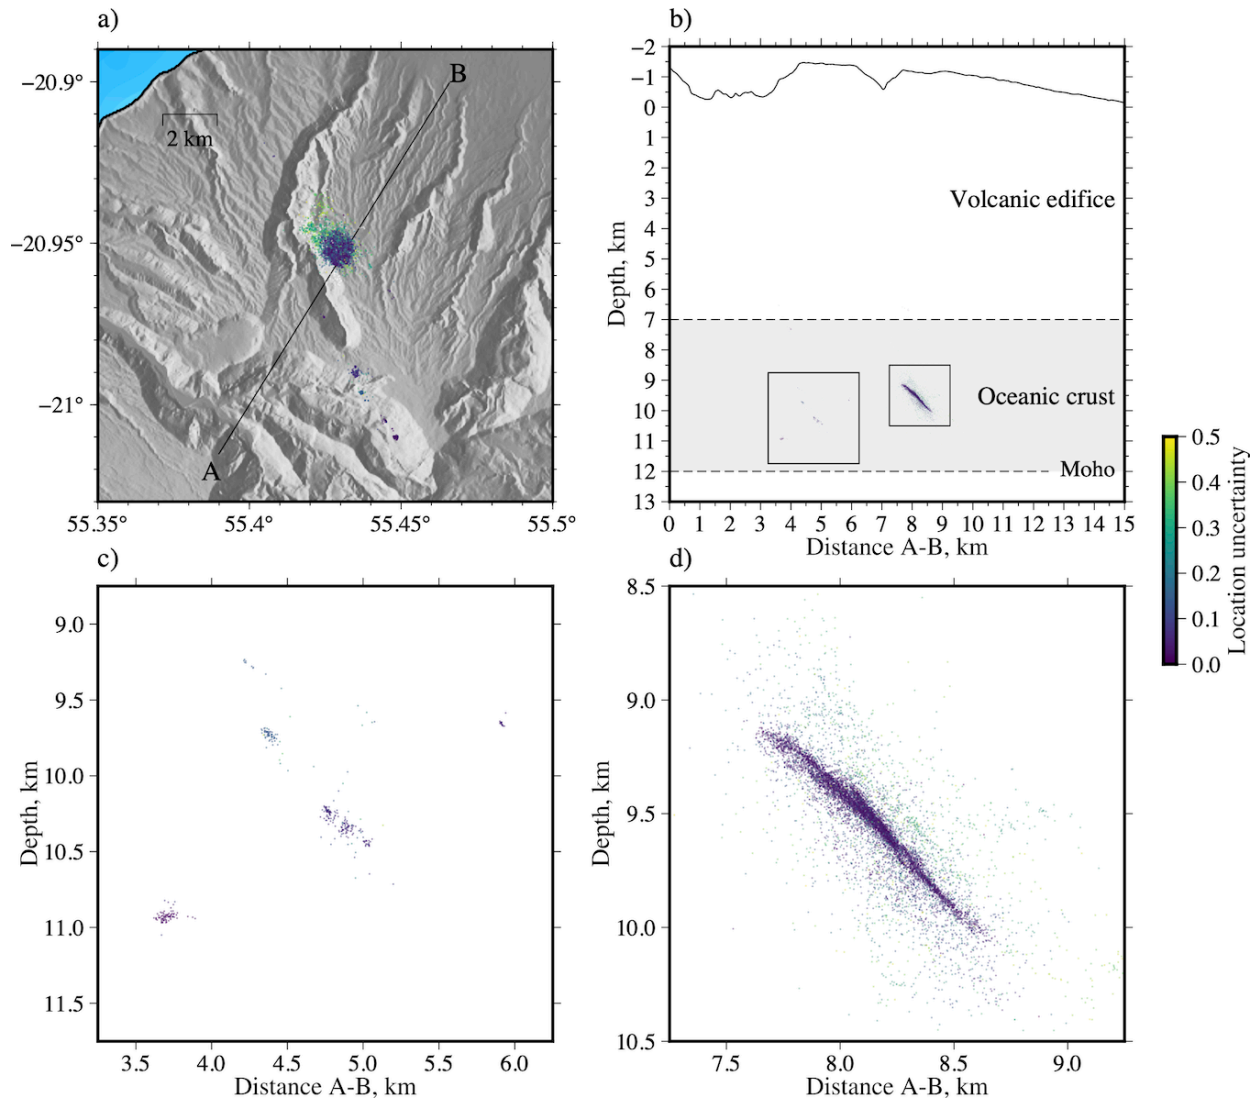 a)
B
2 km
A
−20.9°
−20.95°
−21°
55.35° 55.4° 55.45° 55.5°
b)
−2
−1
0
1
2
3
4
5
6
7
8
9
10
11
12
13
Depth, km
Volcanic edifice
Oceanic crust
Moho
0 1 2 3 4 5 6 7 8 9 10 11 12 13 14 15
Distance A-B, km
0.5
0.4
0.3
0.2
0.1
0.0
Location uncertainty
c)
9.0
9.5
10.0
10.5
11.0
11.5
Depth, km
3.5 4.0 4.5 5.0 5.5 6.0
Distance A-B, km
d)
8.5
9.0
9.5
10.0
10.5
Depth, km
7.5 8.0 8.5 9.0
Distance A-B, km